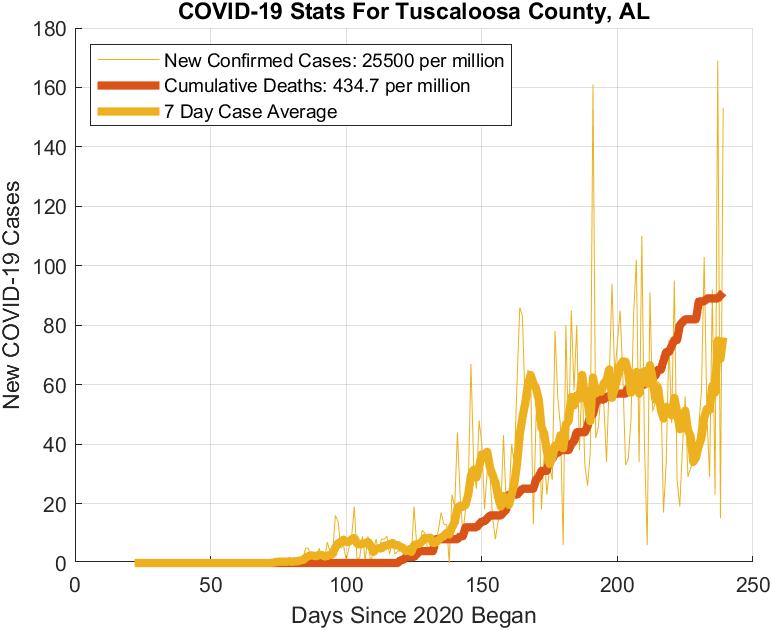 COVID-19 Stats For Tuscaloosa County, AL
180
New Confirmed Cases: 25500 per million
Cumulative Deaths: 434.7 per million
7 Day Case Average
160
140
120
100
80
60
40
20
0
New COVID-19 Cases
0 50 100 150 200 250
Days Since 2020 Began